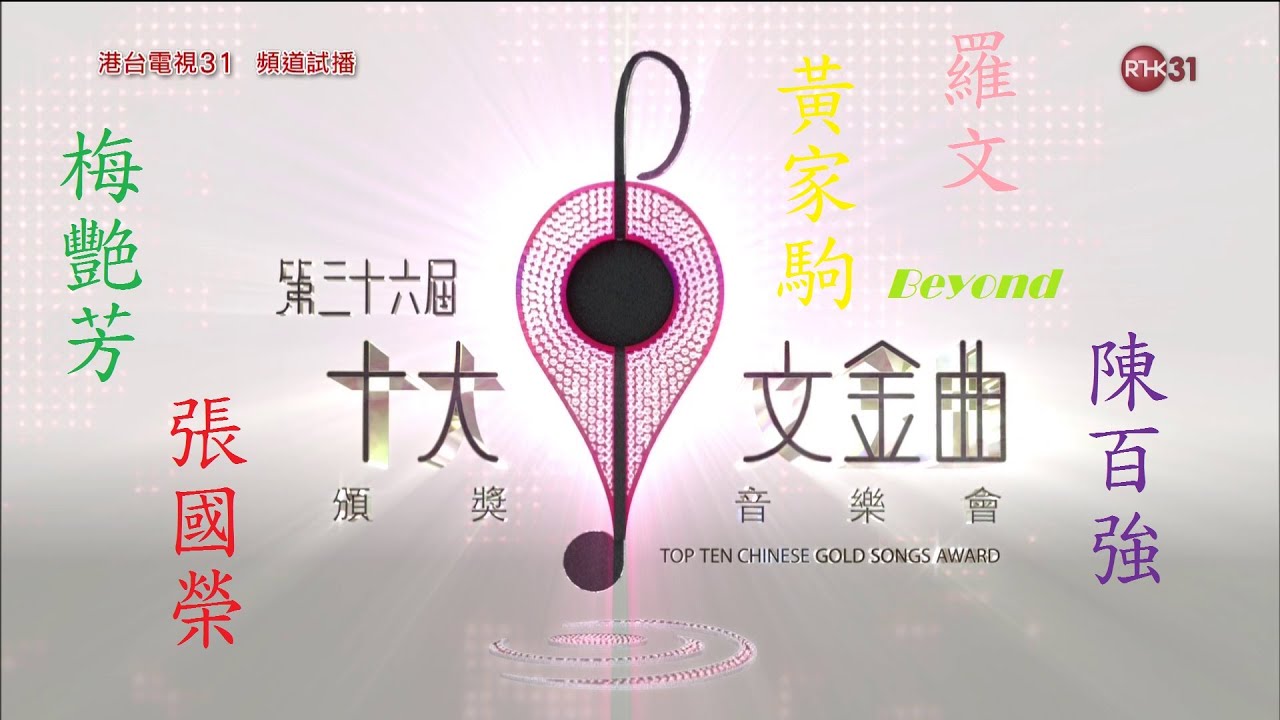 港台電視31 頻道試播
RTHK31
羅文
黃家駒
梅艷芳
第三十六屆
Beyond
十大 文金曲
陳百強
張國榮
頒獎 音樂會
TOP TEN CHINESE GOLD SONGS AWARD